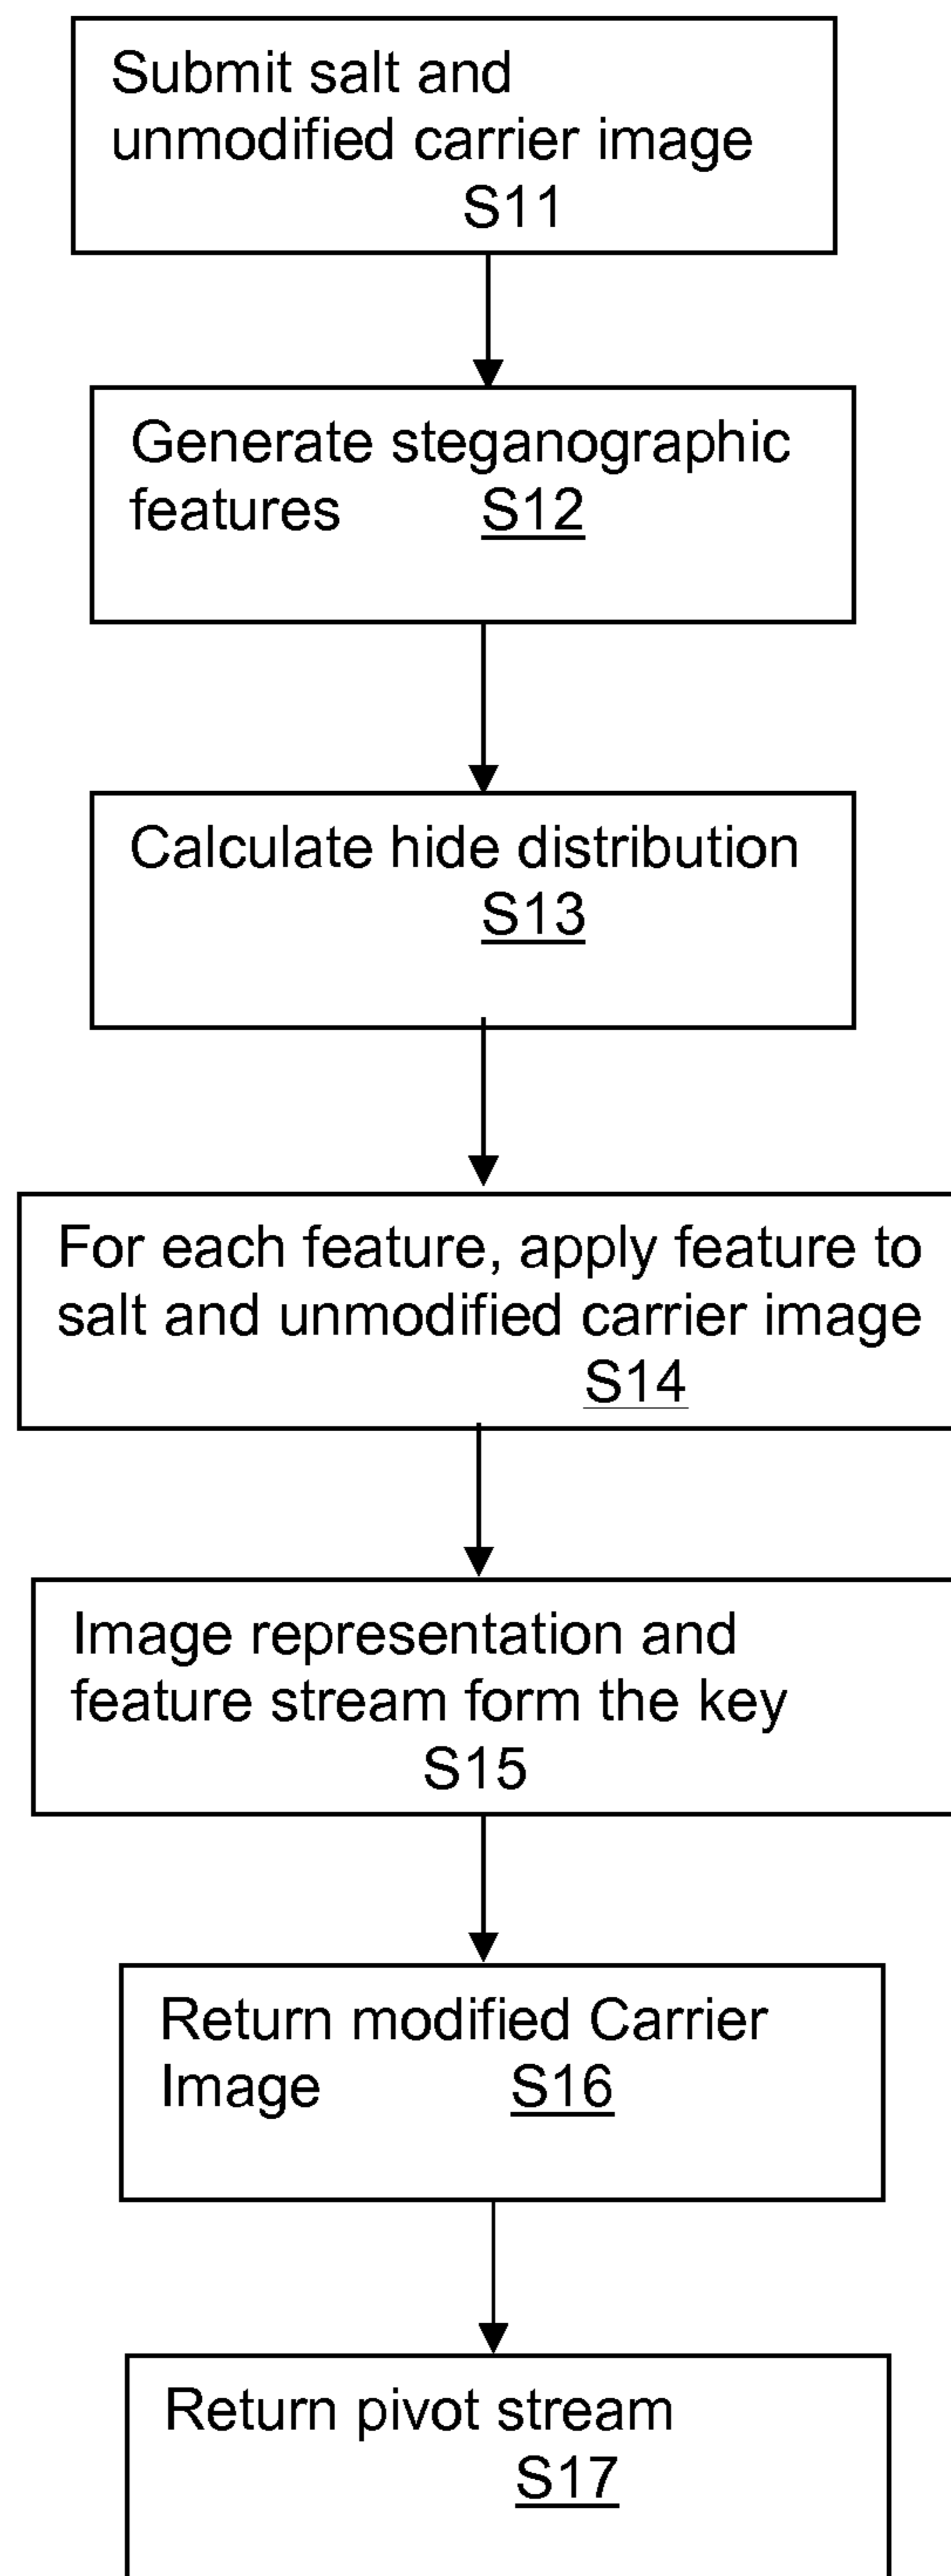 Submit salt and
unmodified carrier image
S11
Generate steganographic
features S12
Calculate hide distribution
S13
For each feature, apply feature to
salt and unmodified carrier image
S14
Image representation and
feature stream form the key
S15
Return modified Carrier
Image S16
Return pivot stream
S17